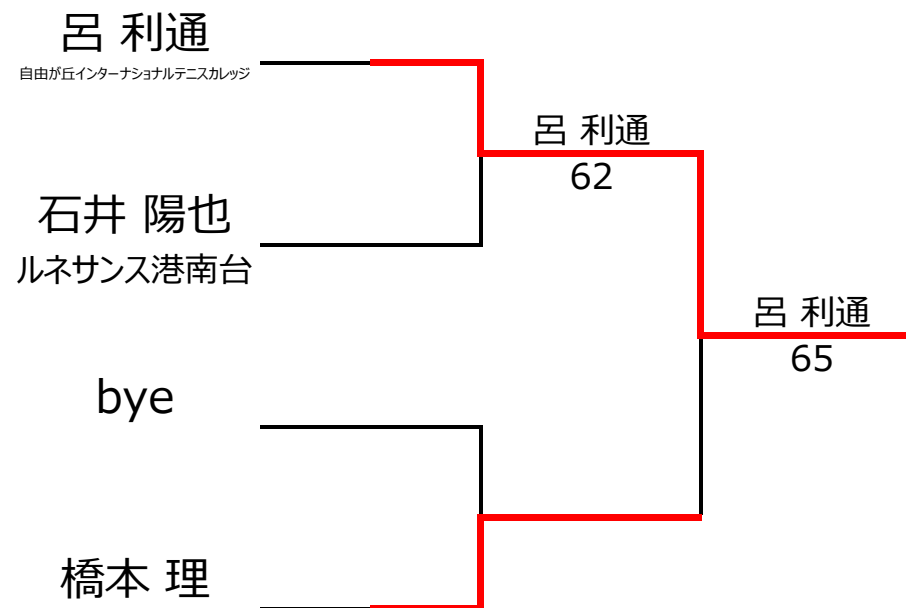 呂 利通
自由が丘インターナショナルテニスカレッジ
呂 利通
62
石井 陽也
ルネサンス港南台
呂 利通
65
bye
橋本 理